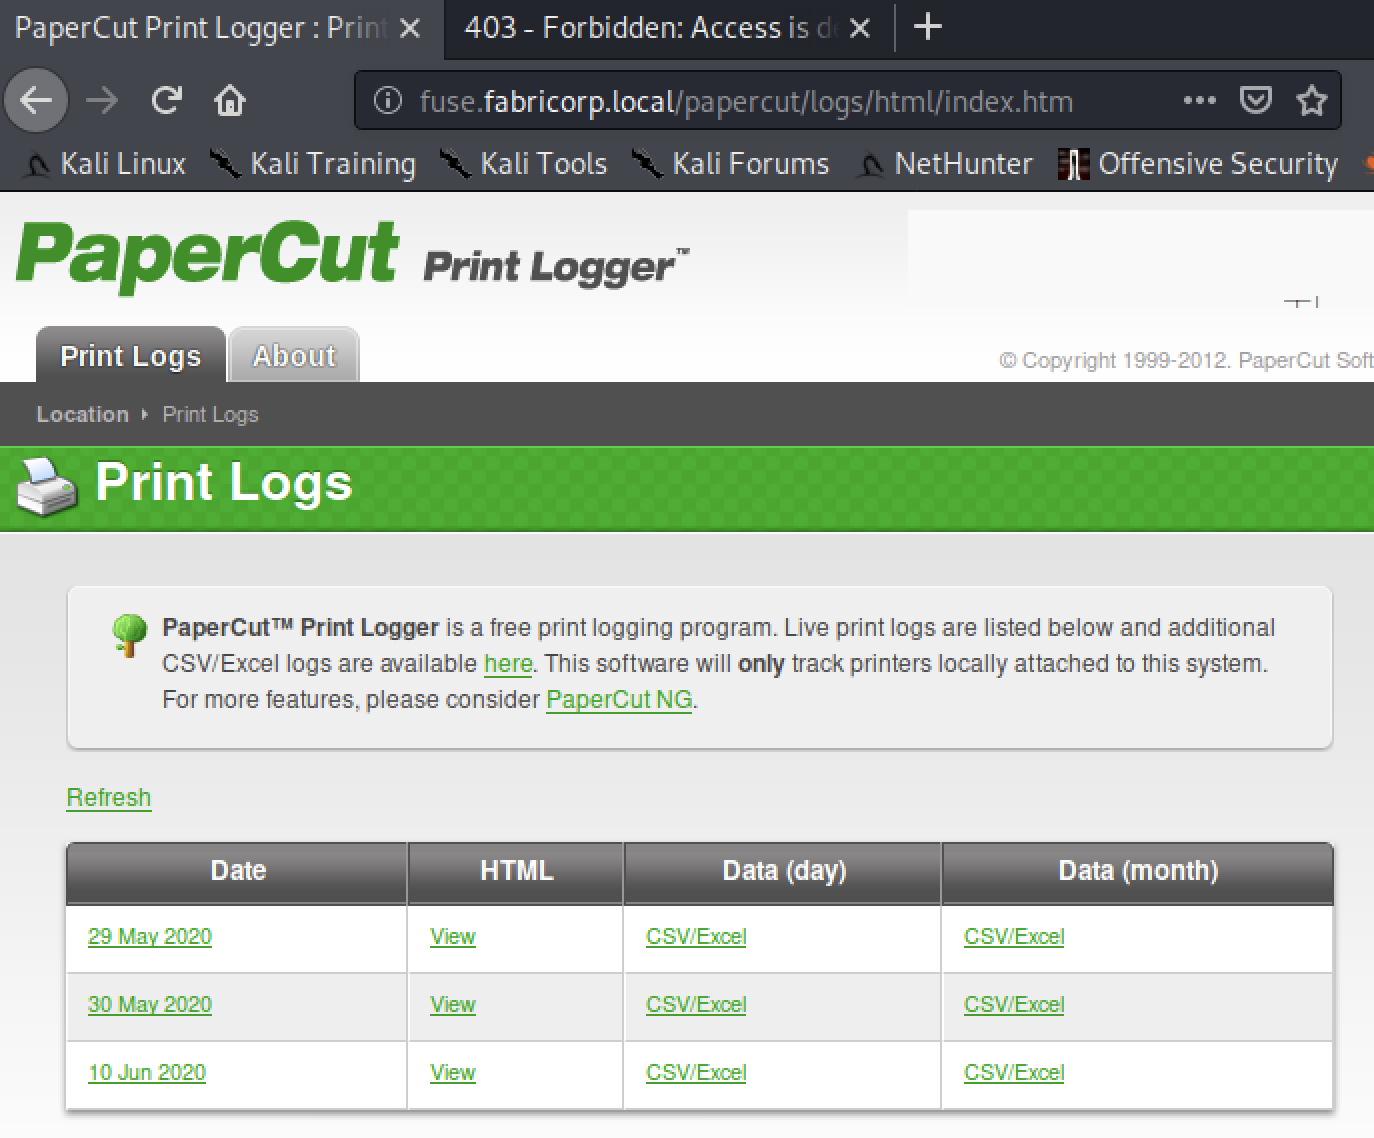 PaperCut Print Logger : Print
403 - Forbidden: Access is d
fuse.fabricorp.local/papercut/logs/html/index.htm
Kali Linux Kali Training Kali Tools Kali Forums NetHunter Offensive Security
PaperCut Print Logger™
Print Logs About
© Copyright 1999-2012. PaperCut Soft
Location Print Logs
Print Logs
PaperCut™ Print Logger is a free print logging program. Live print logs are listed below and additional
CSV/Excel logs are available here. This software will only track printers locally attached to this system.
For more features, please consider PaperCut NG.
Refresh
Date HTML Data (day) Data (month)
29 May 2020 View CSV/Excel CSV/Excel
30 May 2020 View CSV/Excel CSV/Excel
10 Jun 2020 View CSV/Excel CSV/Excel